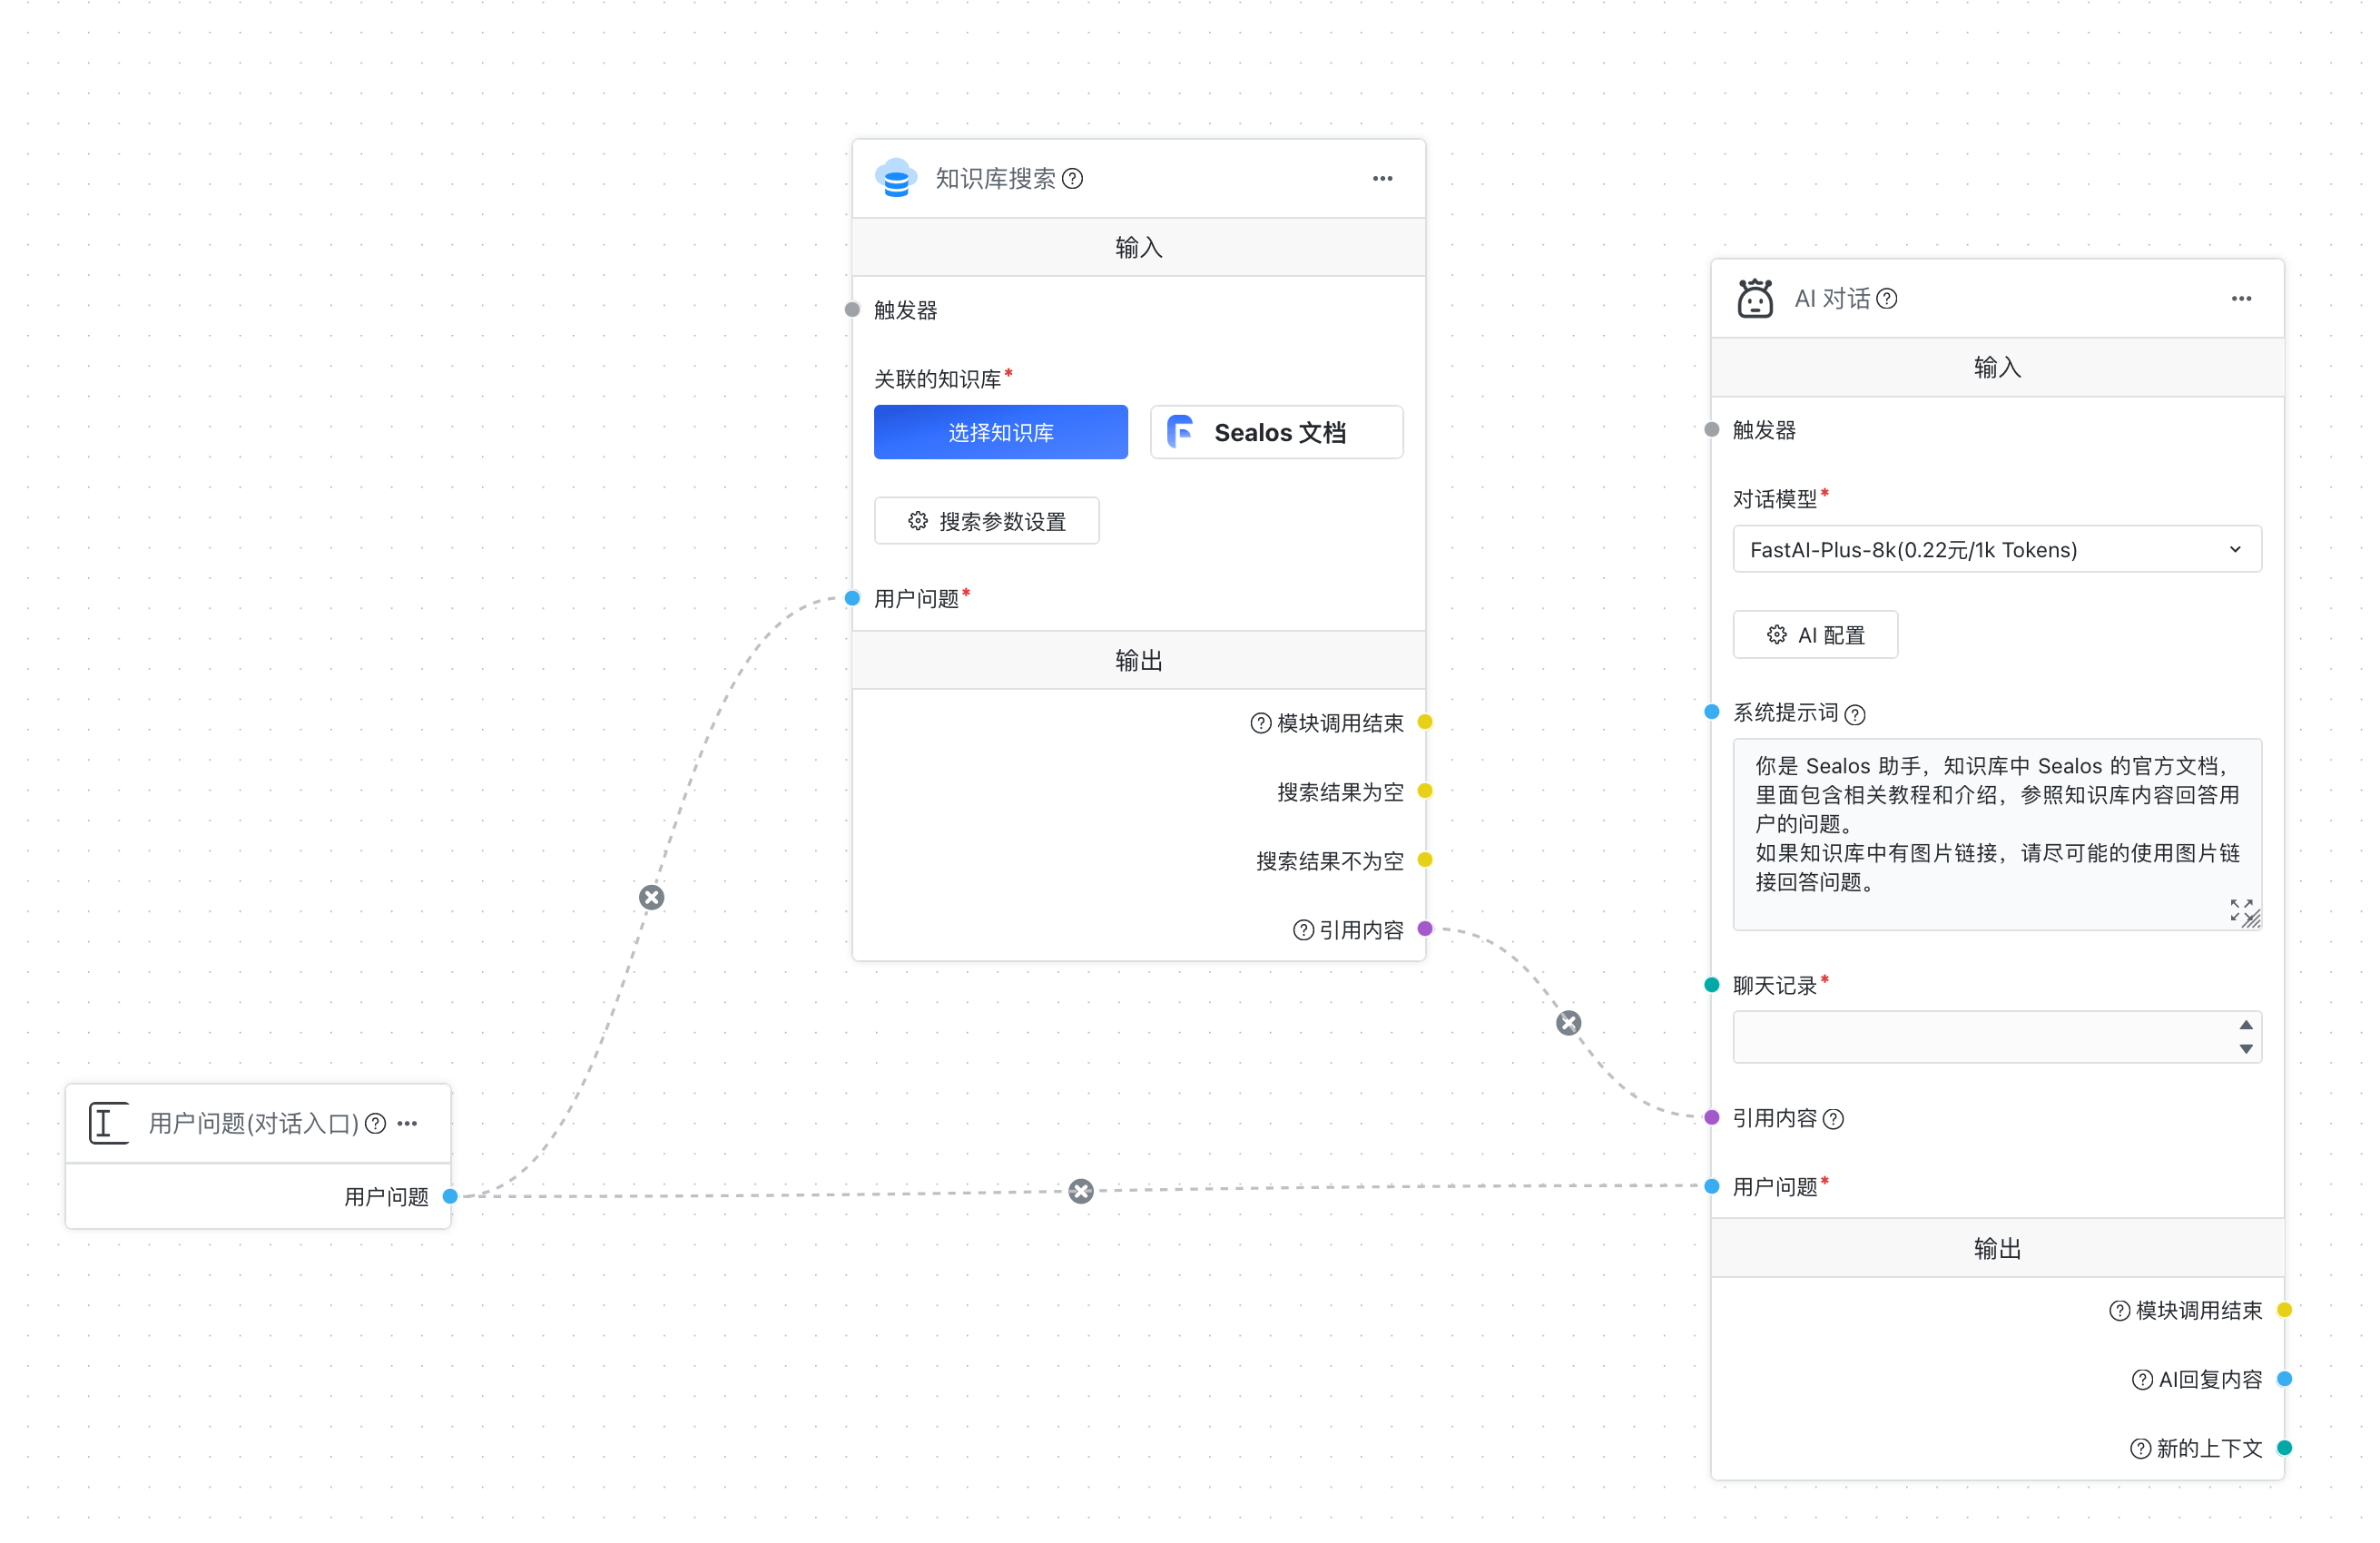 知识库搜索
输入
触发器
关联的知识库*
选择知识库
Sealos 文档
搜索参数设置
用户问题*
输出
模块调用结束
搜索结果为空
搜索结果不为空
引用内容
用户问题(对话入口)
用户问题
AI 对话
输入
触发器
对话模型*
FastAI-Plus-8k(0.22元/1k Tokens)
AI 配置
系统提示词
你是 Sealos 助手，知识库中 Sealos 的官方文档，
里面包含相关教程和介绍，参照知识库内容回答用
户的问题。
如果知识库中有图片链接，请尽可能的使用图片链
接回答问题。
聊天记录*
引用内容
用户问题*
输出
模块调用结束
AI回复内容
新的上下文